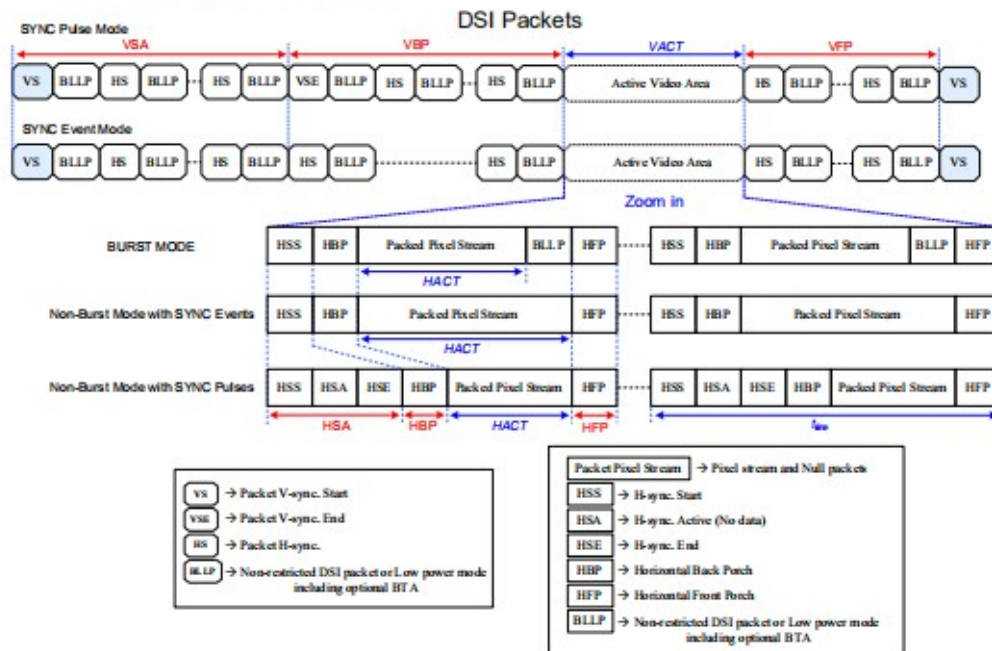 DSI Packets
SYNC Pulse Mode
VSA VBP VACT VFP
VS BLLP HS BLLP HS BLLP VSE BLLP HS BLLP HS BLLP Active Video Area HS BLLP HS BLLP VS
SYNC Event Mode
VS BLLP HS BLLP HS BLLP HS BLLP HS BLLP Active Video Area HS BLLP HS BLLP VS
Zoom in
BURST MODE HSS HBP Packed Pixel Stream BLLP HFP HSS HBP Packed Pixel Stream BLLP HFP
HACT
Non-Burst Mode with SYNC Events HSS HBP Packed Pixel Stream HFP HSS HBP Packed Pixel Stream HFP
HACT
Non-Burst Mode with SYNC Pulses HSS HSA HSE HBP Packed Pixel Stream HFP HSS HSA HSE HBP Packed Pixel Stream HFP
HSA HBP HACT HFP
VS → Packet V-sync. Start
VSE → Packet V-sync. End
HS → Packet H-sync.
BLLP → Non-restricted DSI packet or Low power mode
including optional BTA
Packet Pixel Stream → Pixel stream and Null packets
HSS → H-sync. Start
HSA → H-sync. Active (No data)
HSE → H-sync. End
HBP → Horizontal Back Porch
HFP → Horizontal Front Porch
BLLP → Non-restricted DSI packet or Low power mode
including optional BTA